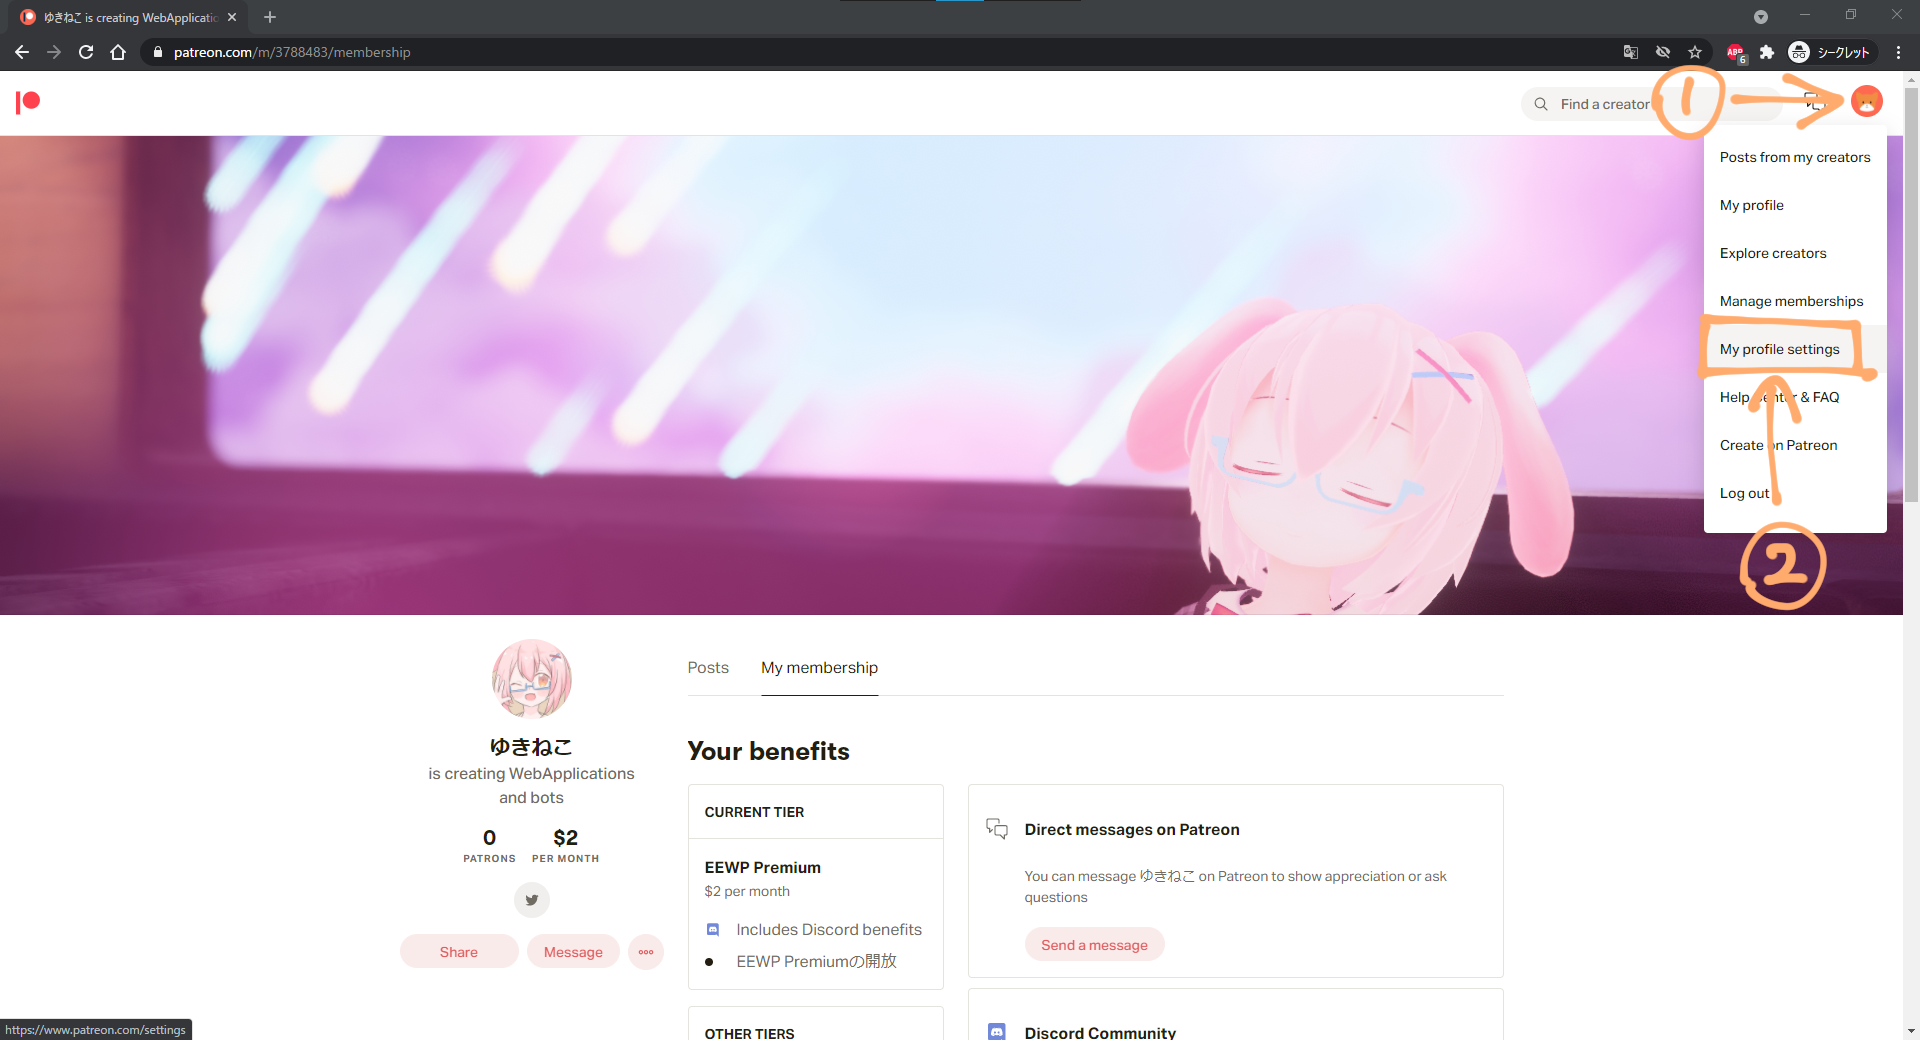 ゆきねこ is creating WebApplicatio
patreon.com/m/3788483/membership
ABP
6
シークレット
Find a creator
1
Posts from my creators
My profile
Explore creators
Manage memberships
My profile settings
Help Center & FAQ
Create on Patreon
Log out
2
ゆきねこ
is creating WebApplications
and bots
0
PATRONS
$2
PER MONTH
Share
Message
Posts
My membership
Your benefits
CURRENT TIER
EEWP Premium
$2 per month
Includes Discord benefits
EEWP Premiumの開放
OTHER TIERS
Direct messages on Patreon
You can message ゆきねこ on Patreon to show appreciation or ask
questions
Send a message
Discord Community
https://www.patreon.com/settings